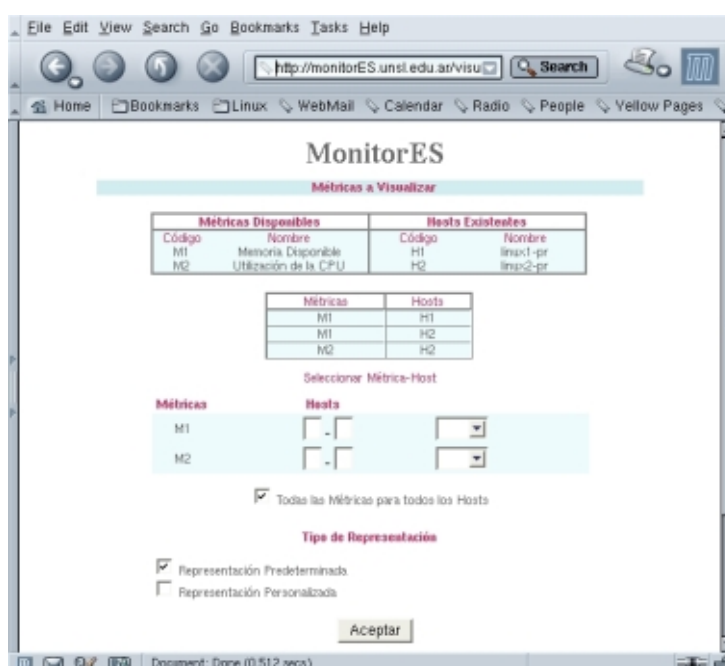 File Edit View Search Go Bookmarks Tasks Help
http://monitorES.unsl.edu.ar/visu Search
Home Bookmarks Linux WebMail Calendar Radio People Yellow Pages
MonitorES
Métricas a Visualizar
Métricas Disponibles Hosts Existentes
Código Nombre Código Nombre
M1 Memoria Disponible H1 linux1-pr
M2 Utilización de la CPU H2 linux2-pr
Métricas Hosts
M1 H1
M1 H2
M2 H2
Seleccionar Métrica-Host
Métricas Hosts
M1 -
M2 -
Todas las Métricas para todos los Hosts
Tipo de Representación
Representación Predeterminada
Representación Personalizada
Aceptar
Document: Done (0.512 secs)